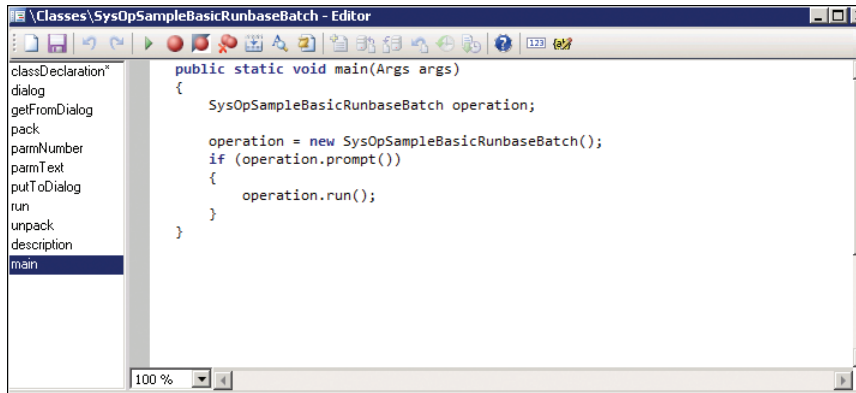 \Classes\SysOpSampleBasicRunbaseBatch - Editor
classDeclaration*
dialog
getFromDialog
pack
parmNumber
parmText
putToDialog
run
unpack
description
main
public static void main(Args args)
{
SysOpSampleBasicRunbaseBatch operation;
operation = new SysOpSampleBasicRunbaseBatch();
if (operation.prompt())
{
operation.run();
}
}
100 %